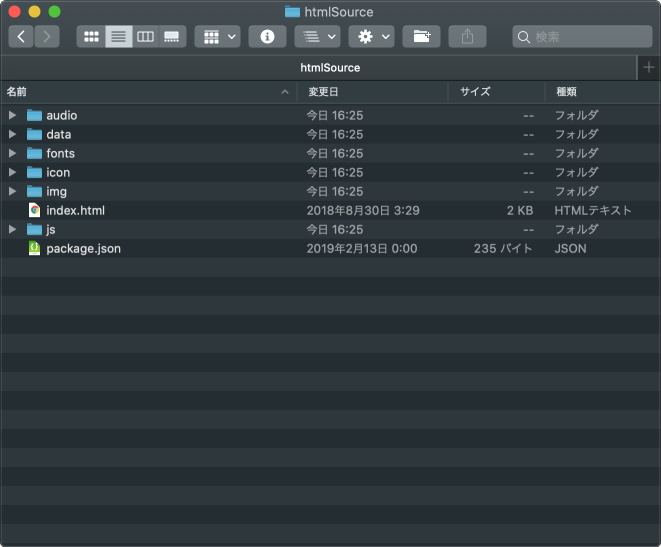 htmlSource
検索
htmlSource
名前 変更日 サイズ 種類
audio 今日 16:25 -- フォルダ
data 今日 16:25 -- フォルダ
fonts 今日 16:25 -- フォルダ
icon 今日 16:25 -- フォルダ
img 今日 16:25 -- フォルダ
index.html 2018年8月30日 3:29 2 KB HTMLテキスト
js 今日 16:25 -- フォルダ
package.json 2019年2月13日 0:00 235 バイト JSON